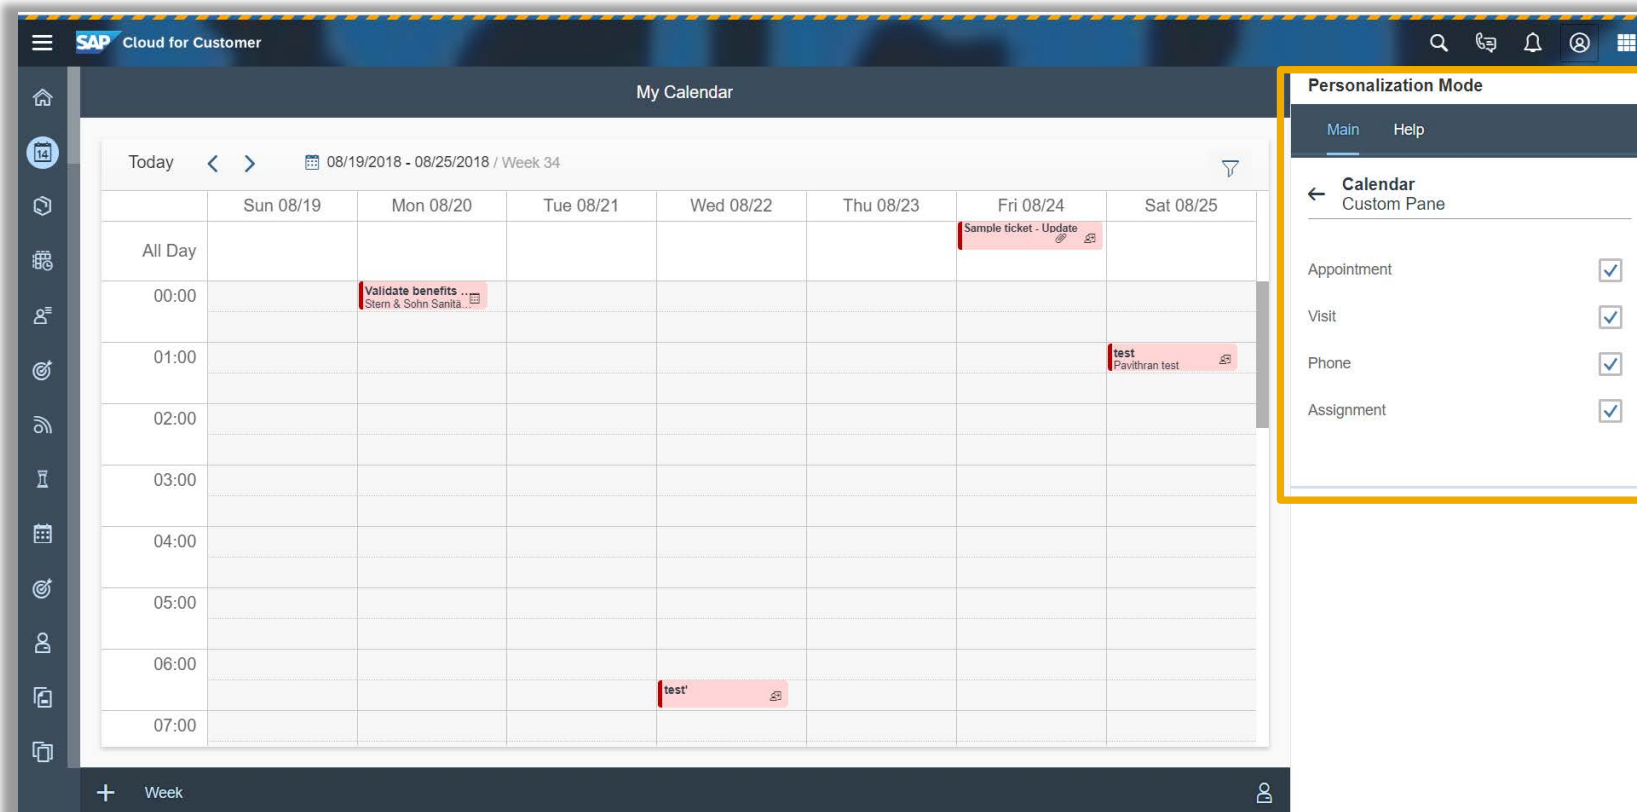 SAP Cloud for Customer
My Calendar
Today
08/19/2018 - 08/25/2018 / Week 34
Sun 08/19 Mon 08/20 Tue 08/21 Wed 08/22 Thu 08/23 Fri 08/24 Sat 08/25
All Day
Sample ticket - Update
00:00
Validate benefits ...
Stern & Sohn Sanitä...
01:00
test
Pavithran test
02:00
03:00
04:00
05:00
06:00
test'
07:00
Week
14
Personalization Mode
Main Help
Calendar
Custom Pane
Appointment
Visit
Phone
Assignment